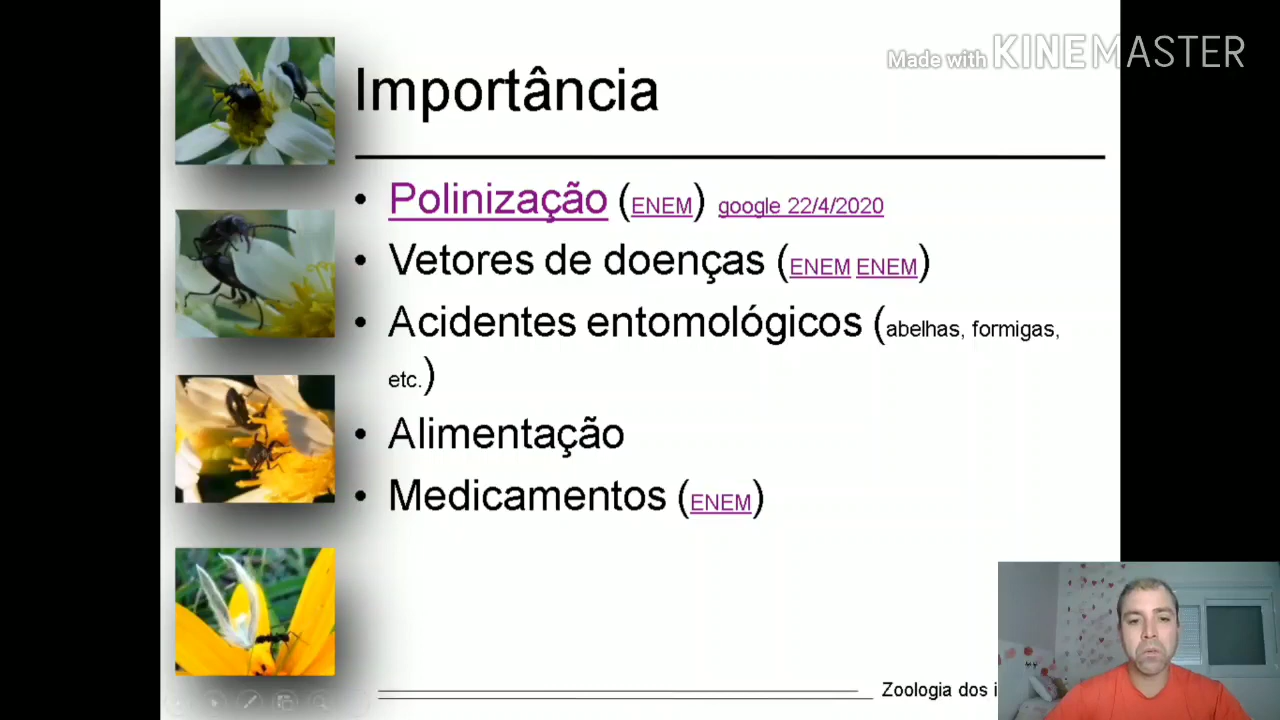 Made with KINEMASTER
Importância
• Polinização (ENEM) google 22/4/2020
• Vetores de doenças (ENEM ENEM)
• Acidentes entomológicos (abelhas, formigas,
etc.)
• Alimentação
• Medicamentos (ENEM)
Zoologia dos i